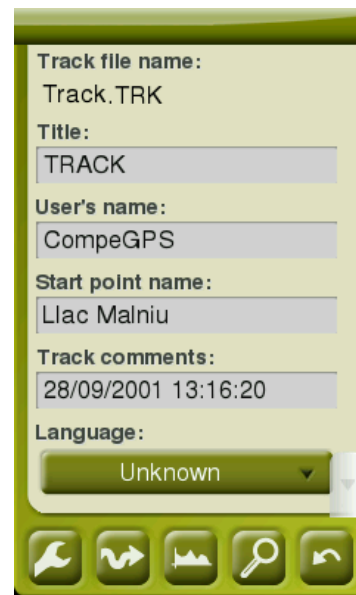 Track file name:
Track.TRK
Title:
TRACK
User's name:
CompeGPS
Start point name:
Llac Malniu
Track comments:
28/09/2001 13:16:20
Language:
Unknown